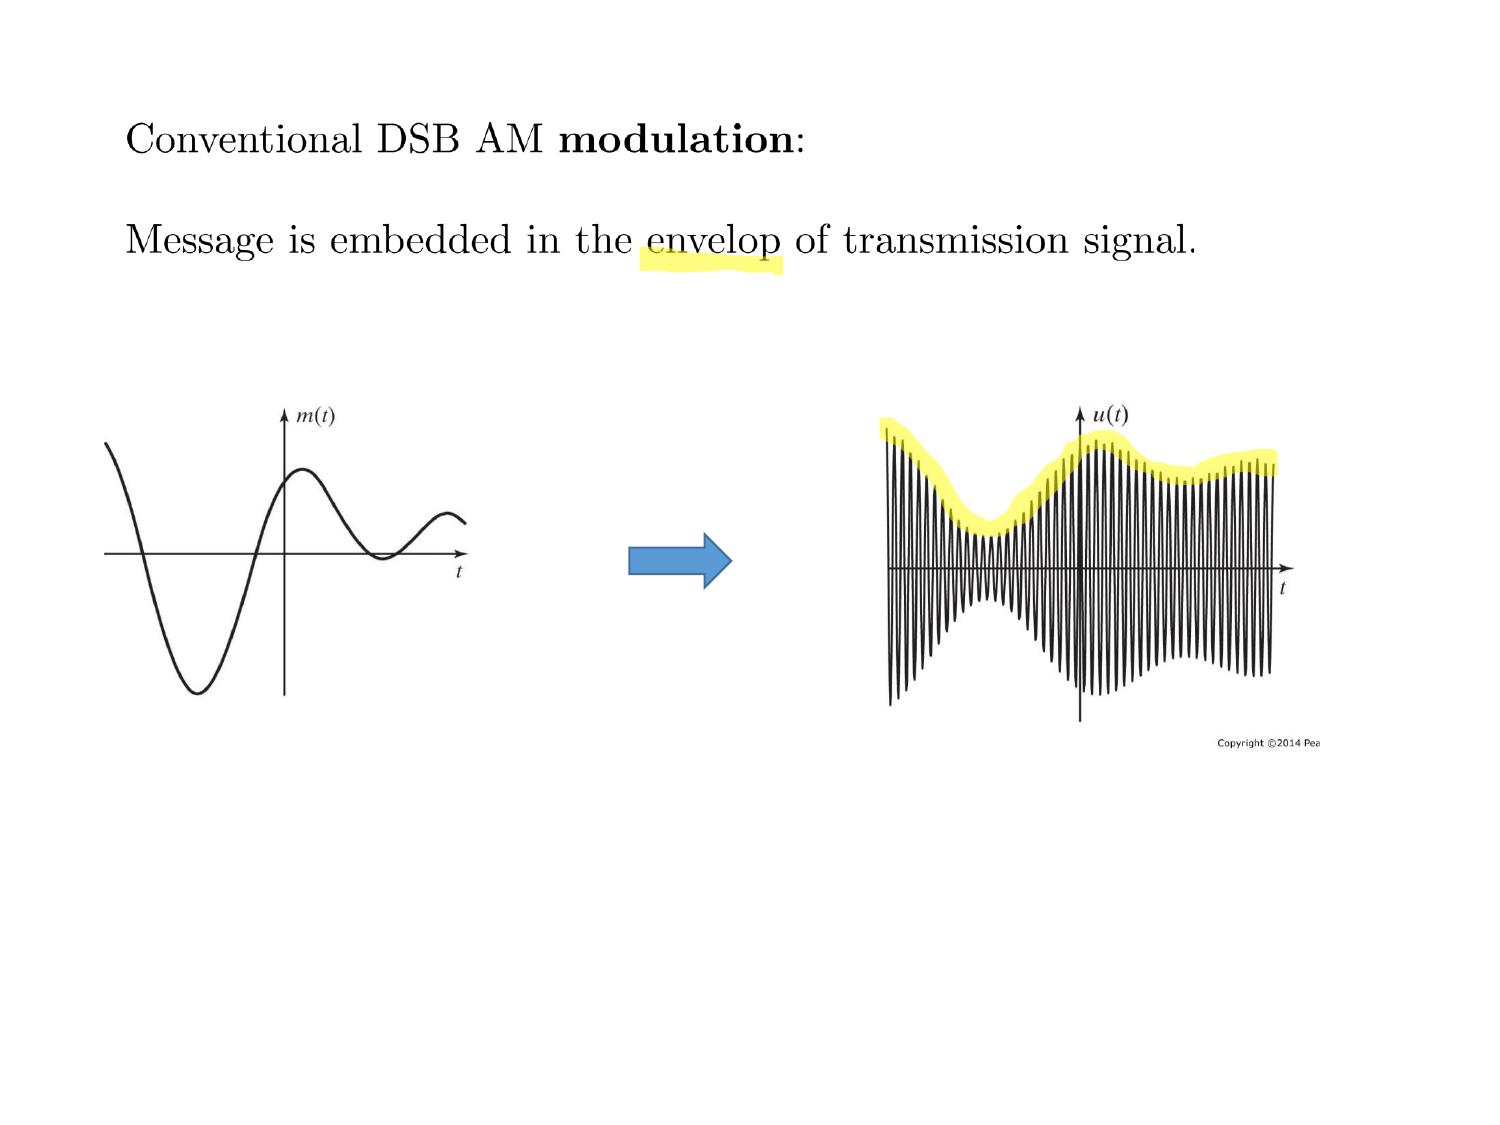 Conventional DSB AM modulation:
Message is embedded in the envelop of transmission signal.
m(t)
t
u(t)
t
Copyright ©2014 Pea